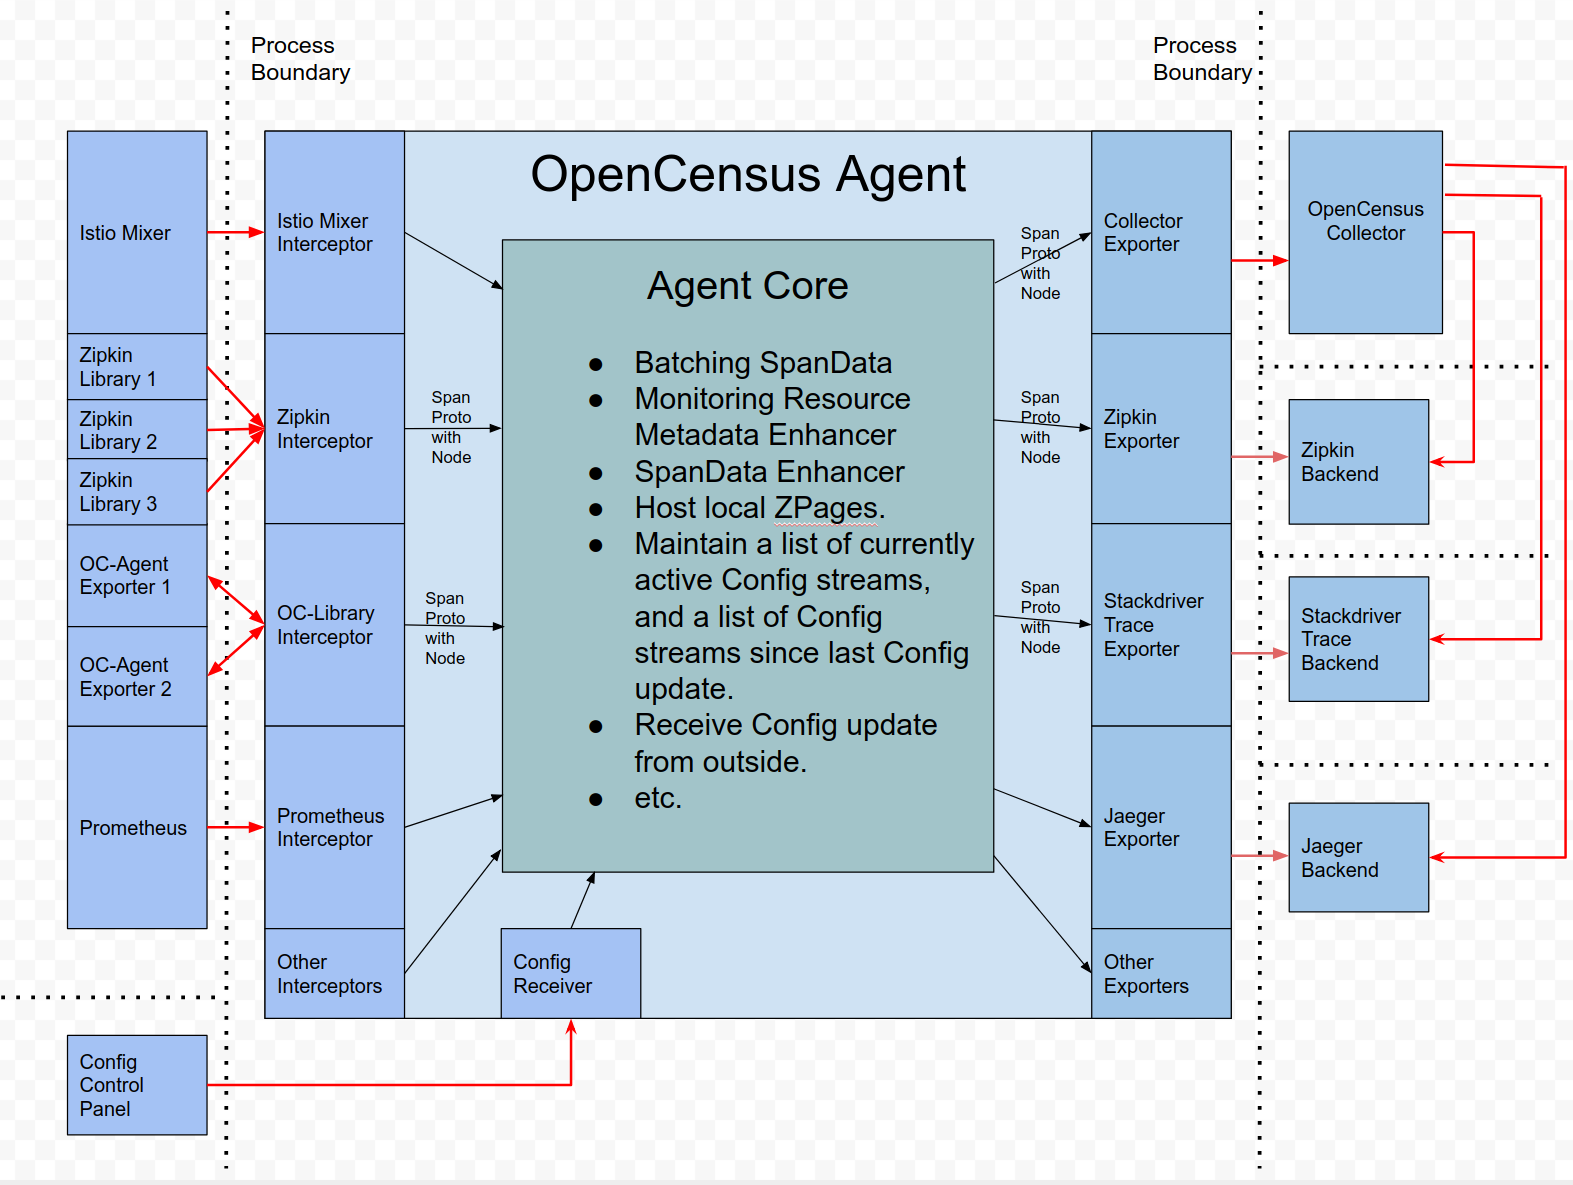 Process
Boundary
Process
Boundary
OpenCensus Agent
Istio Mixer
Zipkin
Library 1
Zipkin
Library 2
Zipkin
Library 3
OC-Agent
Exporter 1
OC-Agent
Exporter 2
Prometheus
Config
Control
Panel
Istio Mixer
Interceptor
Zipkin
Interceptor
OC-Library
Interceptor
Prometheus
Interceptor
Other
Interceptors
Span
Proto
with
Node
Span
Proto
with
Node
Agent Core
● Batching SpanData
● Monitoring Resource
Metadata Enhancer
● SpanData Enhancer
● Host local ZPages.
● Maintain a list of currently
active Config streams,
and a list of Config
streams since last Config
update.
● Receive Config update
from outside.
● etc.
Config
Receiver
Span
Proto
with
Node
Span
Proto
with
Node
Span
Proto
with
Node
Collector
Exporter
Zipkin
Exporter
Stackdriver
Trace
Exporter
Jaeger
Exporter
Other
Exporters
OpenCensus
Collector
Zipkin
Backend
Stackdriver
Trace
Backend
Jaeger
Backend